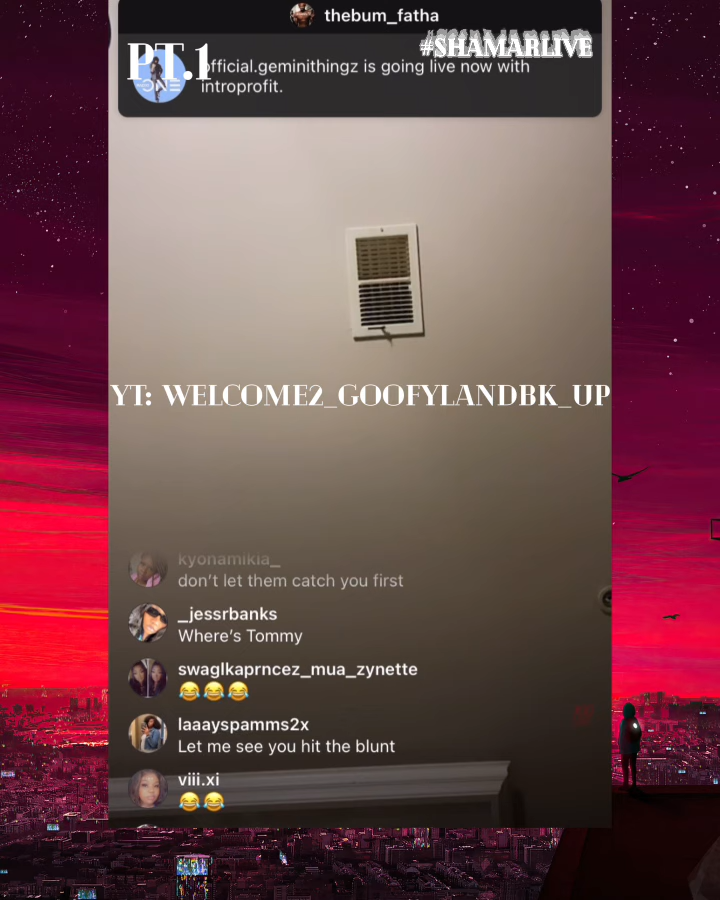 thebum_fatha
#SHAMARLIVE
PT.1
official.geminithingz is going live now with
introprofit.
YT: WELCOME2_GOOFYLANDBK_UP
kyonamikia_
don't let them catch you first
_jessrbanks
Where's Tommy
swaglkaprncez_mua_zynette
😂😂😂
laaayspamms2x
Let me see you hit the blunt
viii.xi
😂😂